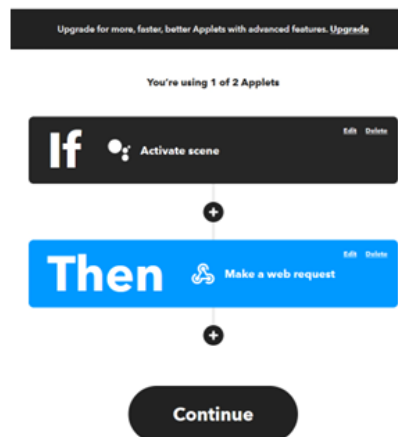 Upgrade for more, faster, better Applets with advanced features. Upgrade
You're using 1 of 2 Applets
Edit Delete
If Activate scene
Edit Delete
Then Make a web request
Continue